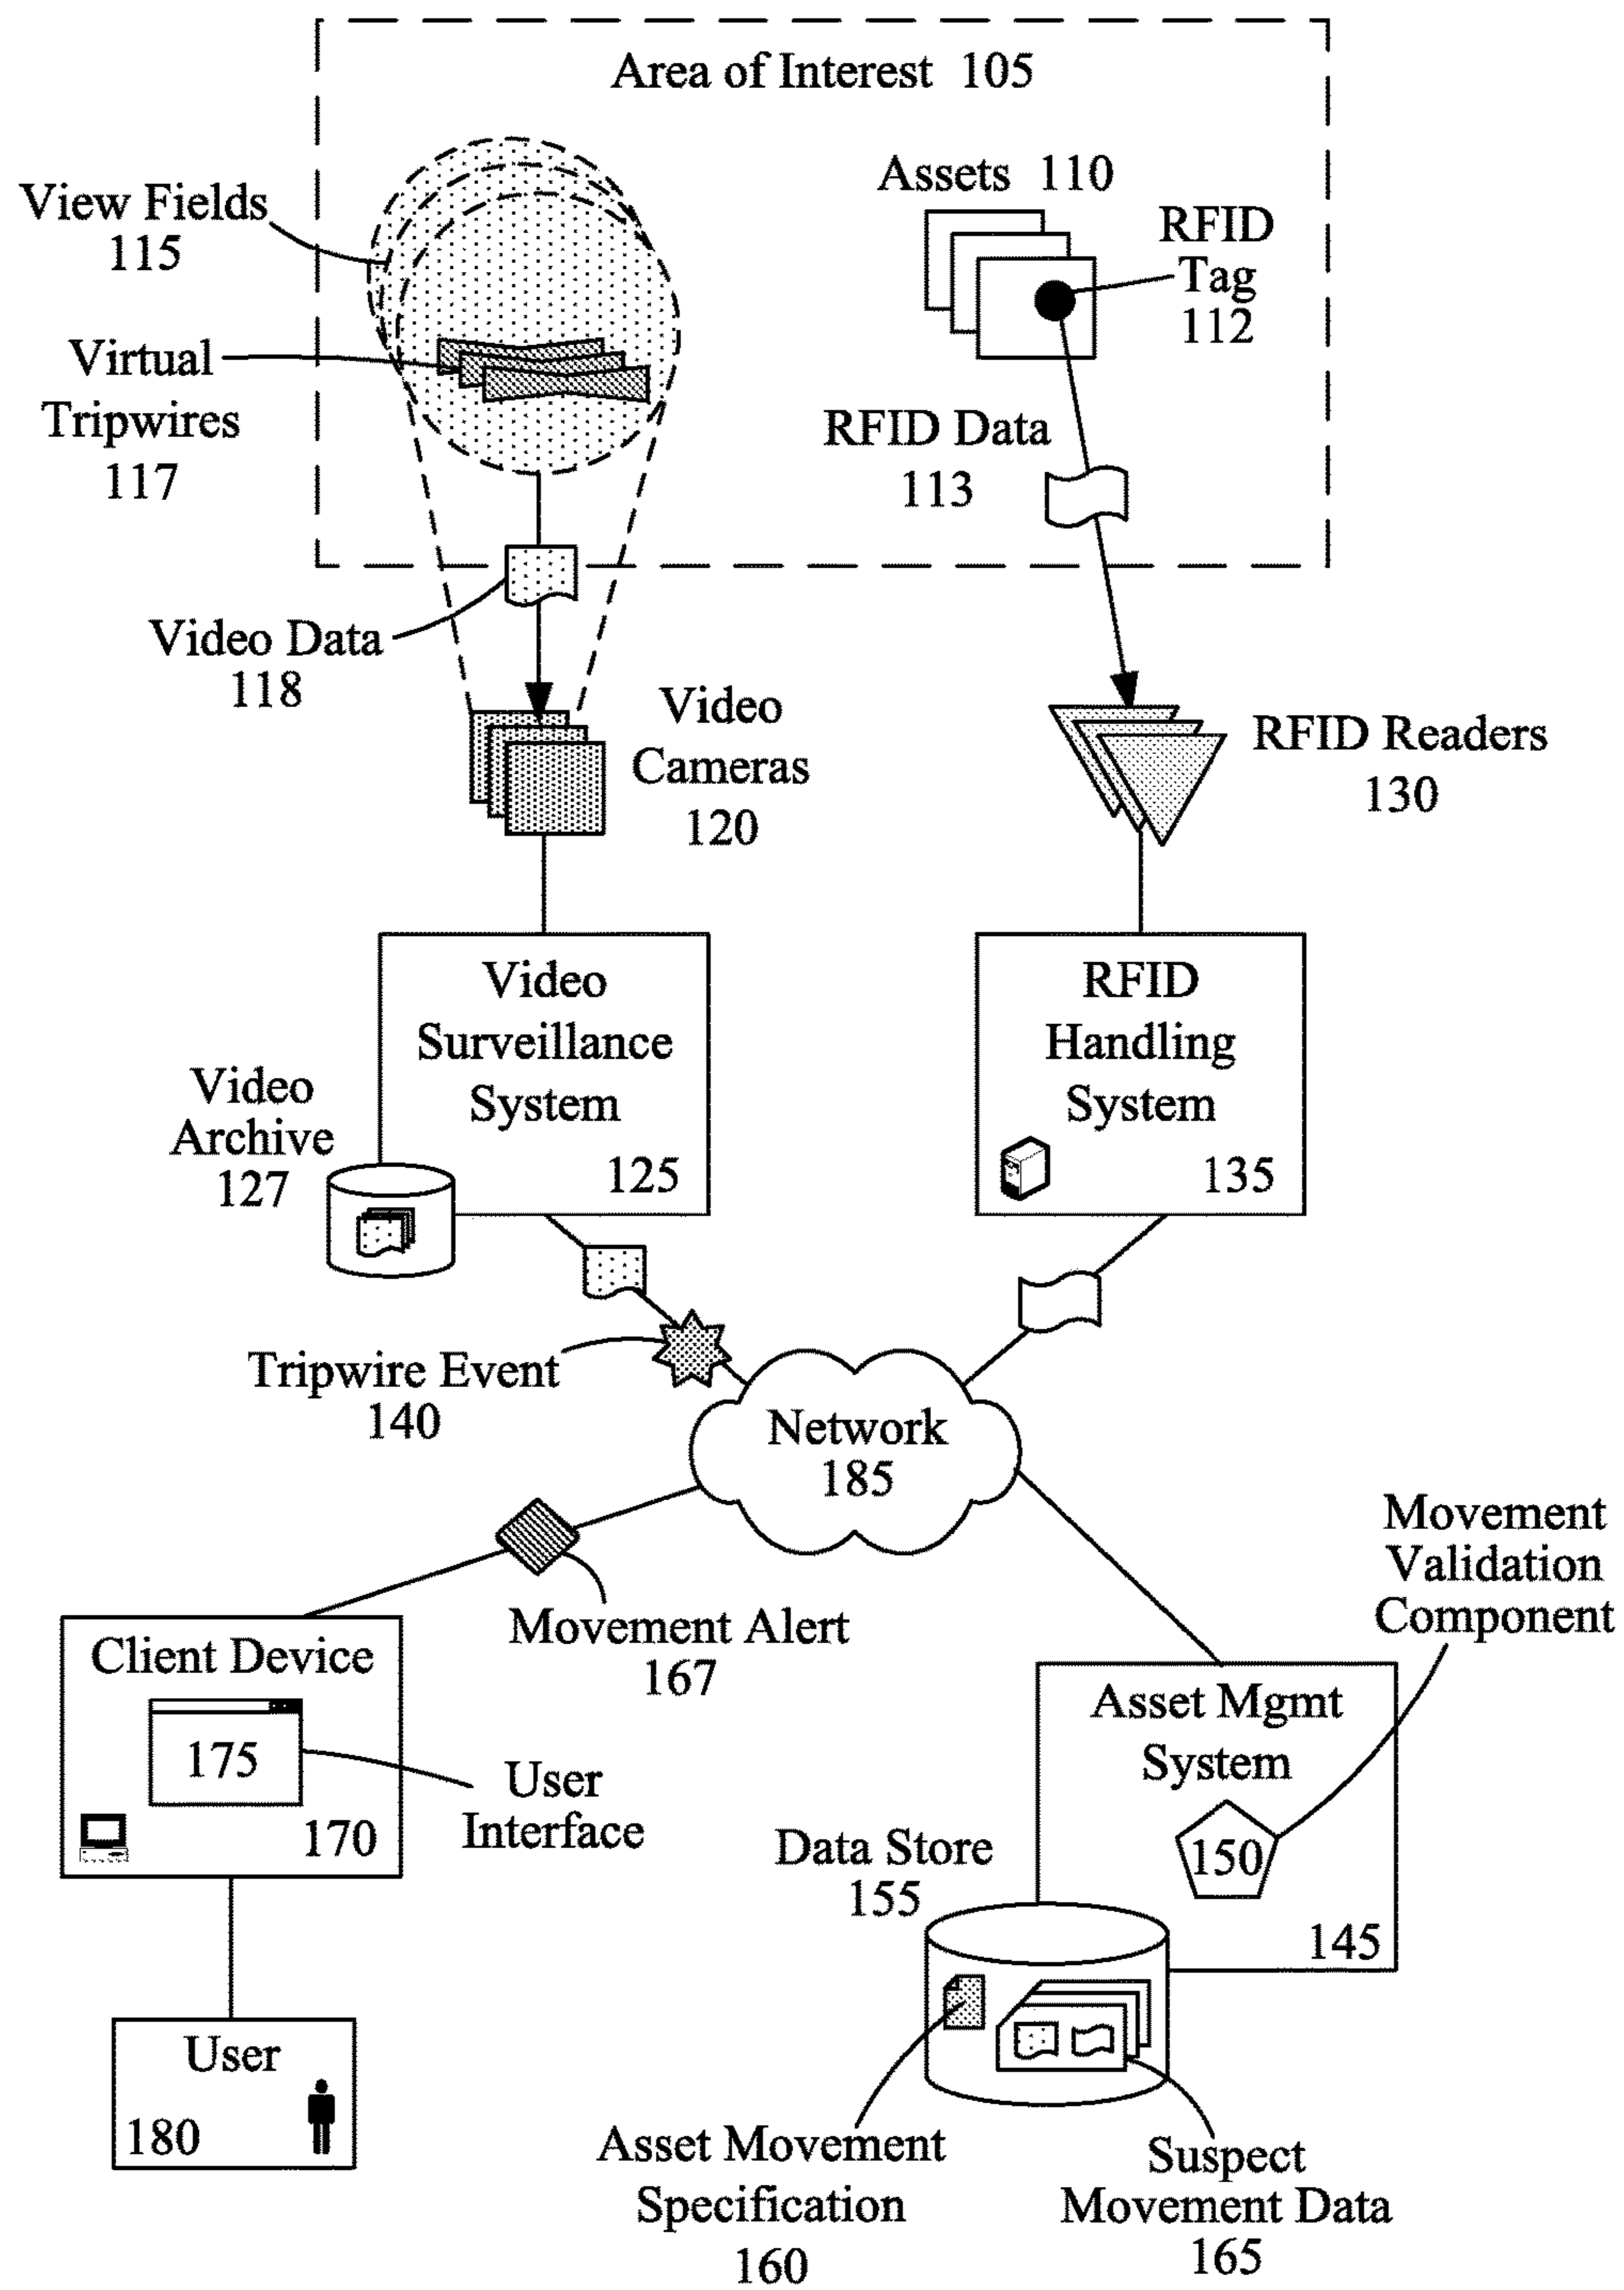 Area of Interest 105
View Fields
115
Assets 110
RFID
Tag
112
Virtual
Tripwires
117
RFID Data
113
Video Data
118
Video
Cameras
120
RFID Readers
130
Video
Surveillance
System
125
RFID
Handling
System
135
Video
Archive
127
Tripwire Event
140
Network
185
Movement
Validation
Component
Movement Alert
167
Client Device
175
170
User
Interface
Asset Mgmt
System
150
145
Data Store
155
User
180
Asset Movement
Specification
160
Suspect
Movement Data
165